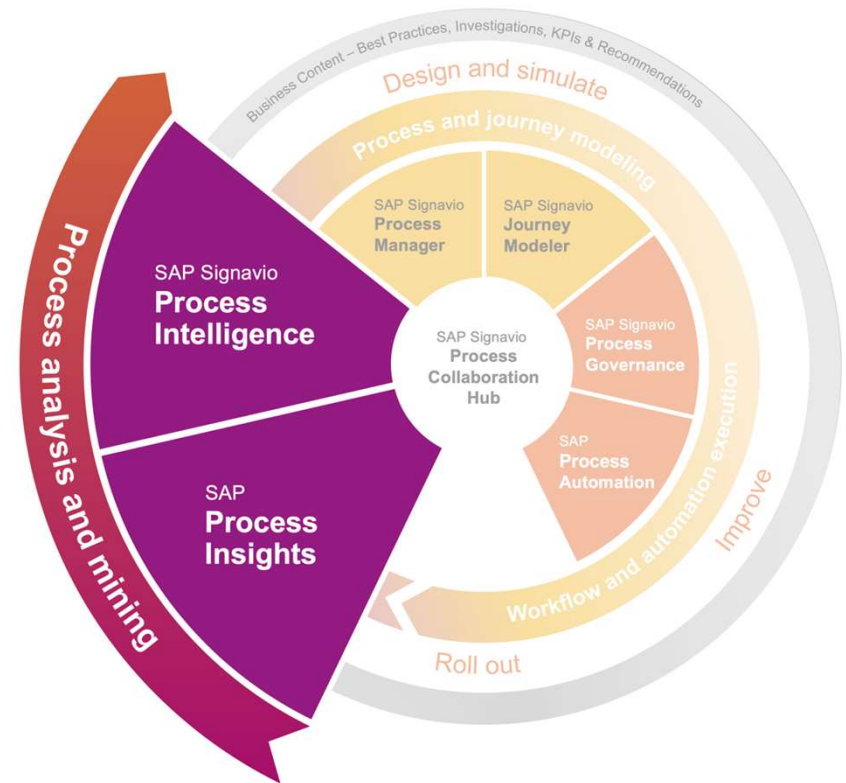 Business Content – Best Practices, Investigations, KPIs & Recommendations
Design and simulate
Process and journey modeling
SAP Signavio
Process
Manager
SAP Signavio
Journey
Modeler
Process analysis and mining
SAP Signavio
Process
Intelligence
SAP Signavio
Process
Collaboration
Hub
SAP Signavio
Process
Governance
SAP
Process
Automation
SAP
Process
Insights
Improve
Workflow and automation execution
Roll out